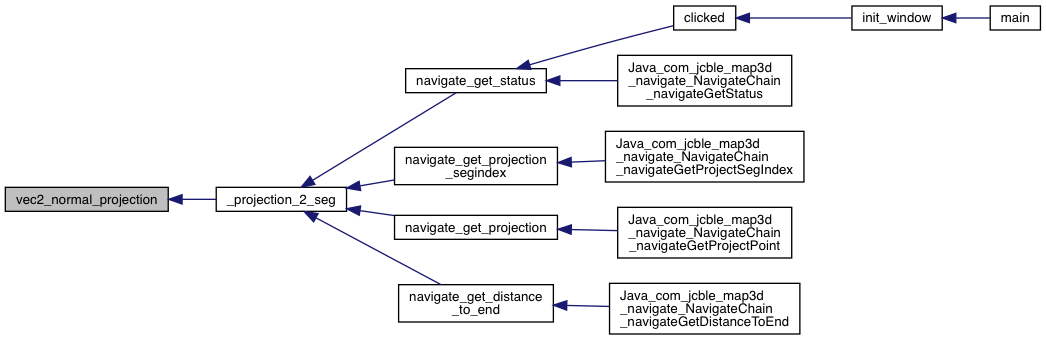 clicked
init_window
main
navigate_get_status
Java_com_jcble_map3d
_navigate_NavigateChain
_navigateGetStatus
navigate_get_projection
_segindex
Java_com_jcble_map3d
_navigate_NavigateChain
_navigateGetProjectSegIndex
vec2_normal_projection
_projection_2_seg
navigate_get_projection
Java_com_jcble_map3d
_navigate_NavigateChain
_navigateGetProjectPoint
navigate_get_distance
_to_end
Java_com_jcble_map3d
_navigate_NavigateChain
_navigateGetDistanceToEnd